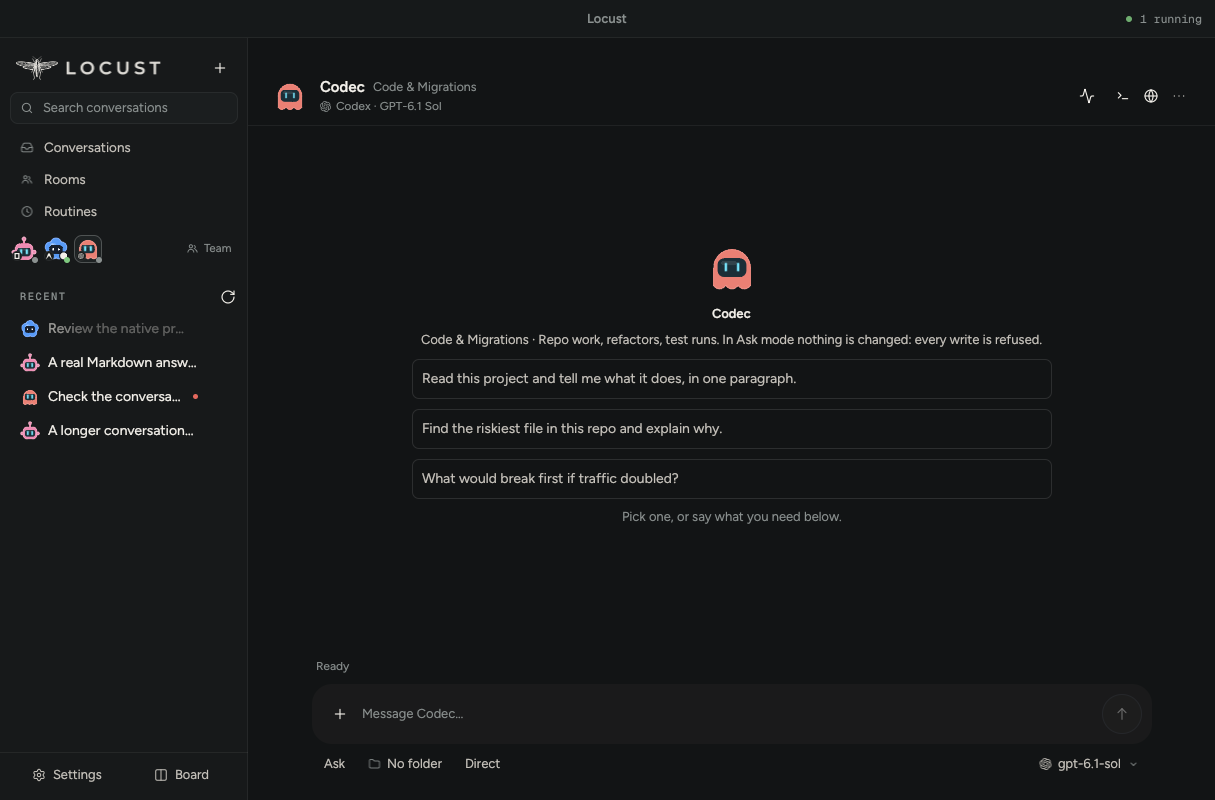 Locust
1 running
LOCUST
Search conversations
Conversations
Rooms
Routines
Team
RECENT
Review the native pr...
A real Markdown answ...
Check the conversa...
A longer conversation...
Settings
Board
Codec Code & Migrations
Codex · GPT-6.1 Sol
Codec
Code & Migrations · Repo work, refactors, test runs. In Ask mode nothing is changed: every write is refused.
Read this project and tell me what it does, in one paragraph.
Find the riskiest file in this repo and explain why.
What would break first if traffic doubled?
Pick one, or say what you need below.
Ready
Message Codec...
Ask
No folder
Direct
gpt-6.1-sol